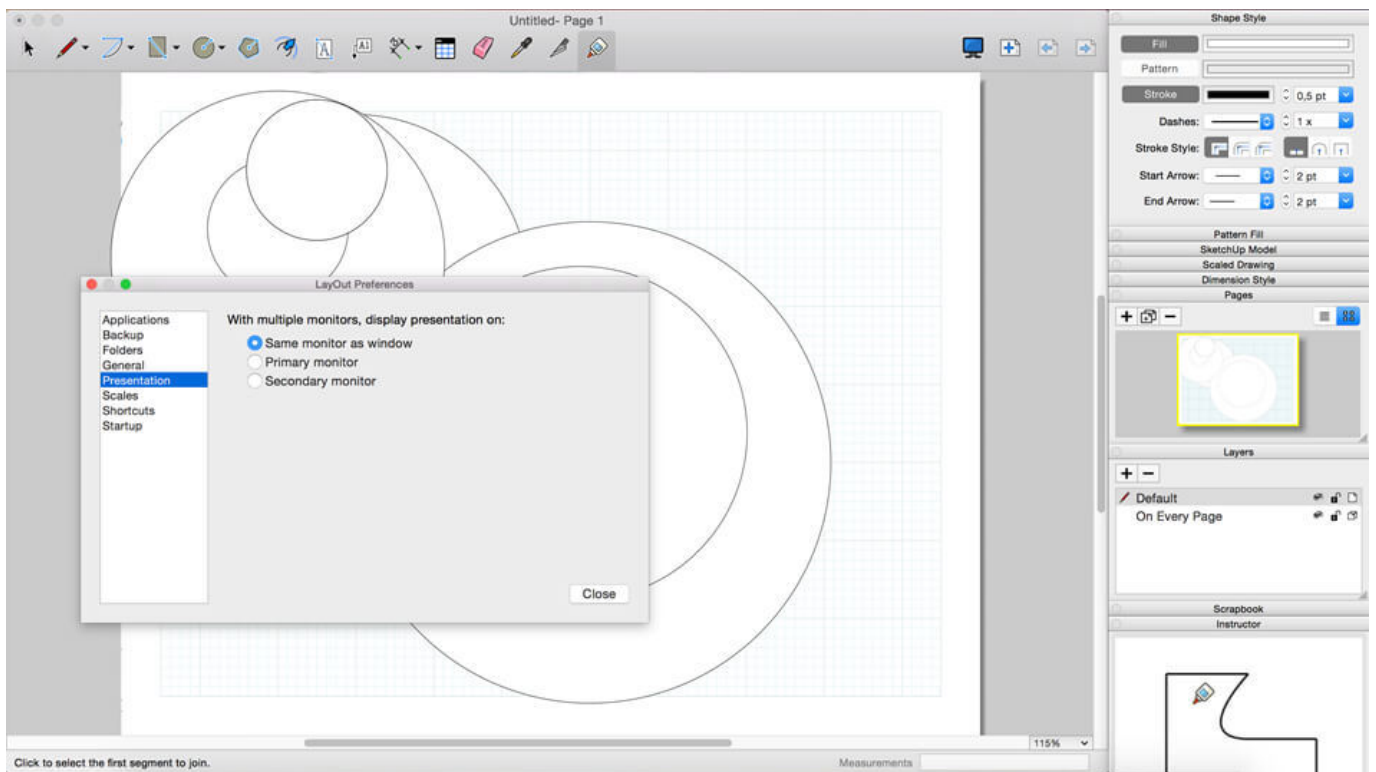 Untitled- Page 1
A
A1
LayOut Preferences
Applications
Backup
Folders
General
Presentation
Scales
Shortcuts
Startup
With multiple monitors, display presentation on:
Same monitor as window
Primary monitor
Secondary monitor
Close
115%
Click to select the first segment to join.
Measurements
Shape Style
Fill
Pattern
Stroke
0,5 pt
Dashes:
1 x
Stroke Style:
Start Arrow:
2 pt
End Arrow:
2 pt
Pattern Fill
SketchUp Model
Scaled Drawing
Dimension Style
Pages
Layers
Default
On Every Page
Scrapbook
Instructor